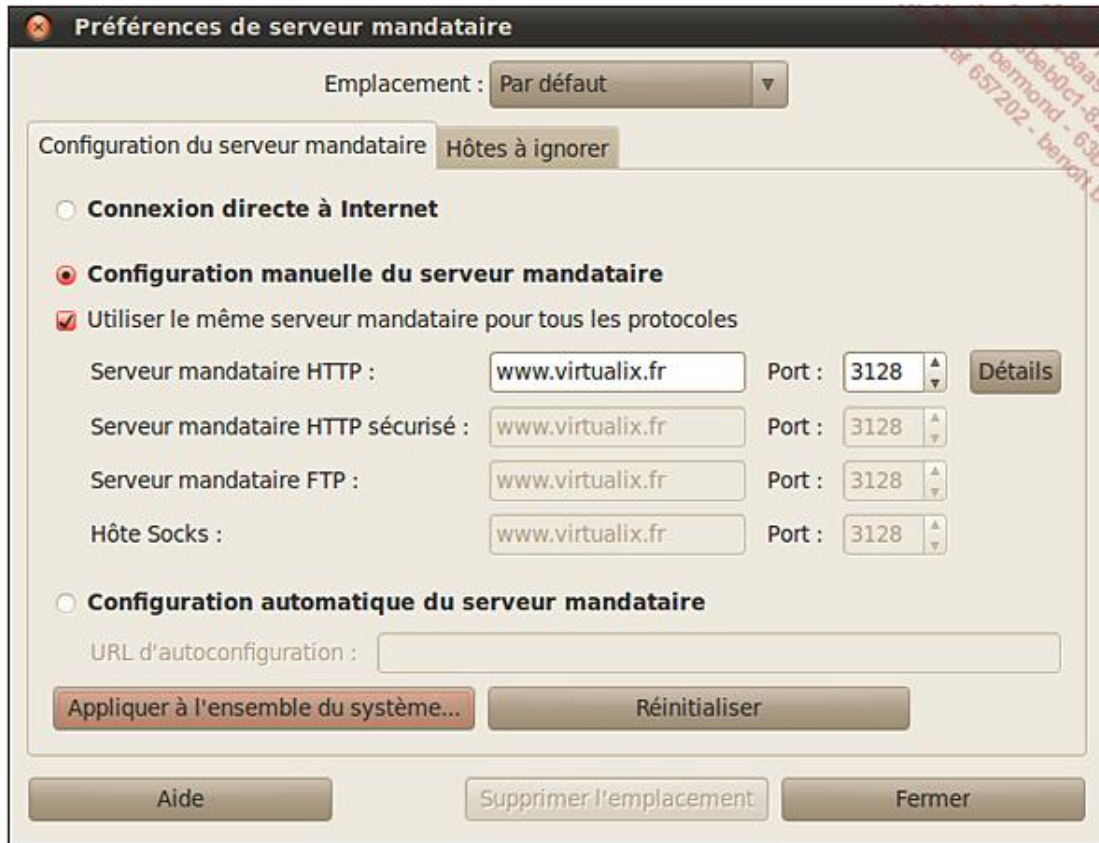 Préférences de serveur mandataire
Emplacement : Par défaut
Configuration du serveur mandataire Hôtes à ignorer
Connexion directe à Internet
Configuration manuelle du serveur mandataire
Utiliser le même serveur mandataire pour tous les protocoles
Serveur mandataire HTTP : www.virtualix.fr Port : 3128 Détails
Serveur mandataire HTTP sécurisé : www.virtualix.fr Port : 3128
Serveur mandataire FTP : www.virtualix.fr Port : 3128
Hôte Socks : www.virtualix.fr Port : 3128
Configuration automatique du serveur mandataire
URL d'autoconfiguration :
Appliquer à l'ensemble du système... Réinitialiser
Aide Supprimer l'emplacement Fermer
bermond
657202 - benoit